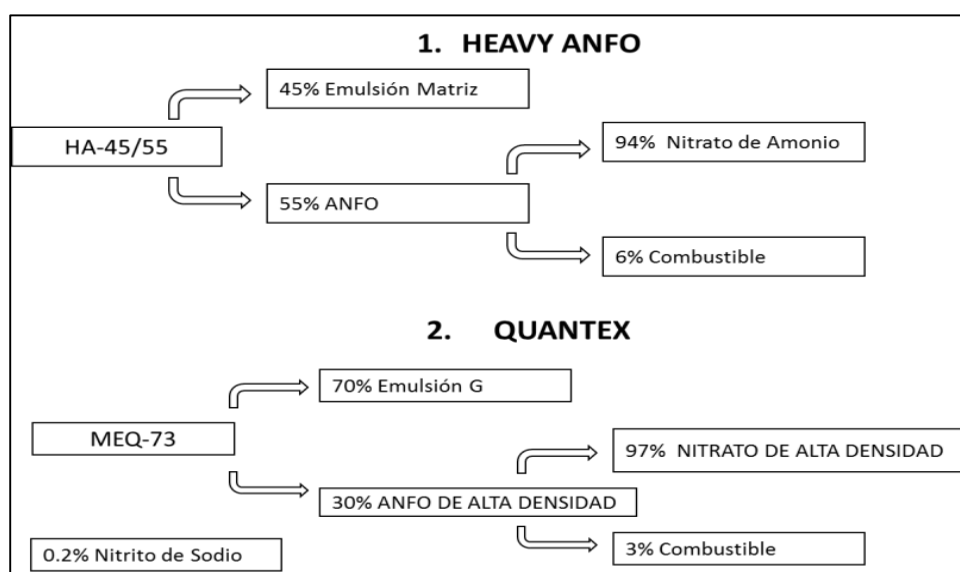 1. HEAVY ANFO
45% Emulsión Matriz
HA-45/55
94% Nitrato de Amonio
55% ANFO
6% Combustible
2. QUANTEX
70% Emulsión G
MEQ-73
97% NITRATO DE ALTA DENSIDAD
30% ANFO DE ALTA DENSIDAD
0.2% Nitrito de Sodio
3% Combustible